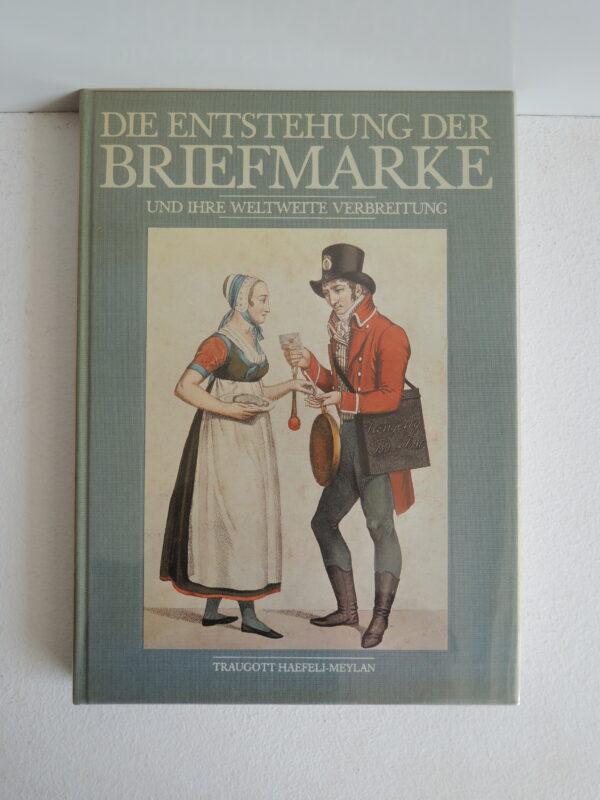 DIE ENTSTEHUNG DER
BRIEFMARKE
UND IHRE WELTWEITE VERBREITUNG
TRAUGOTT HAEFELI-MEYLAN